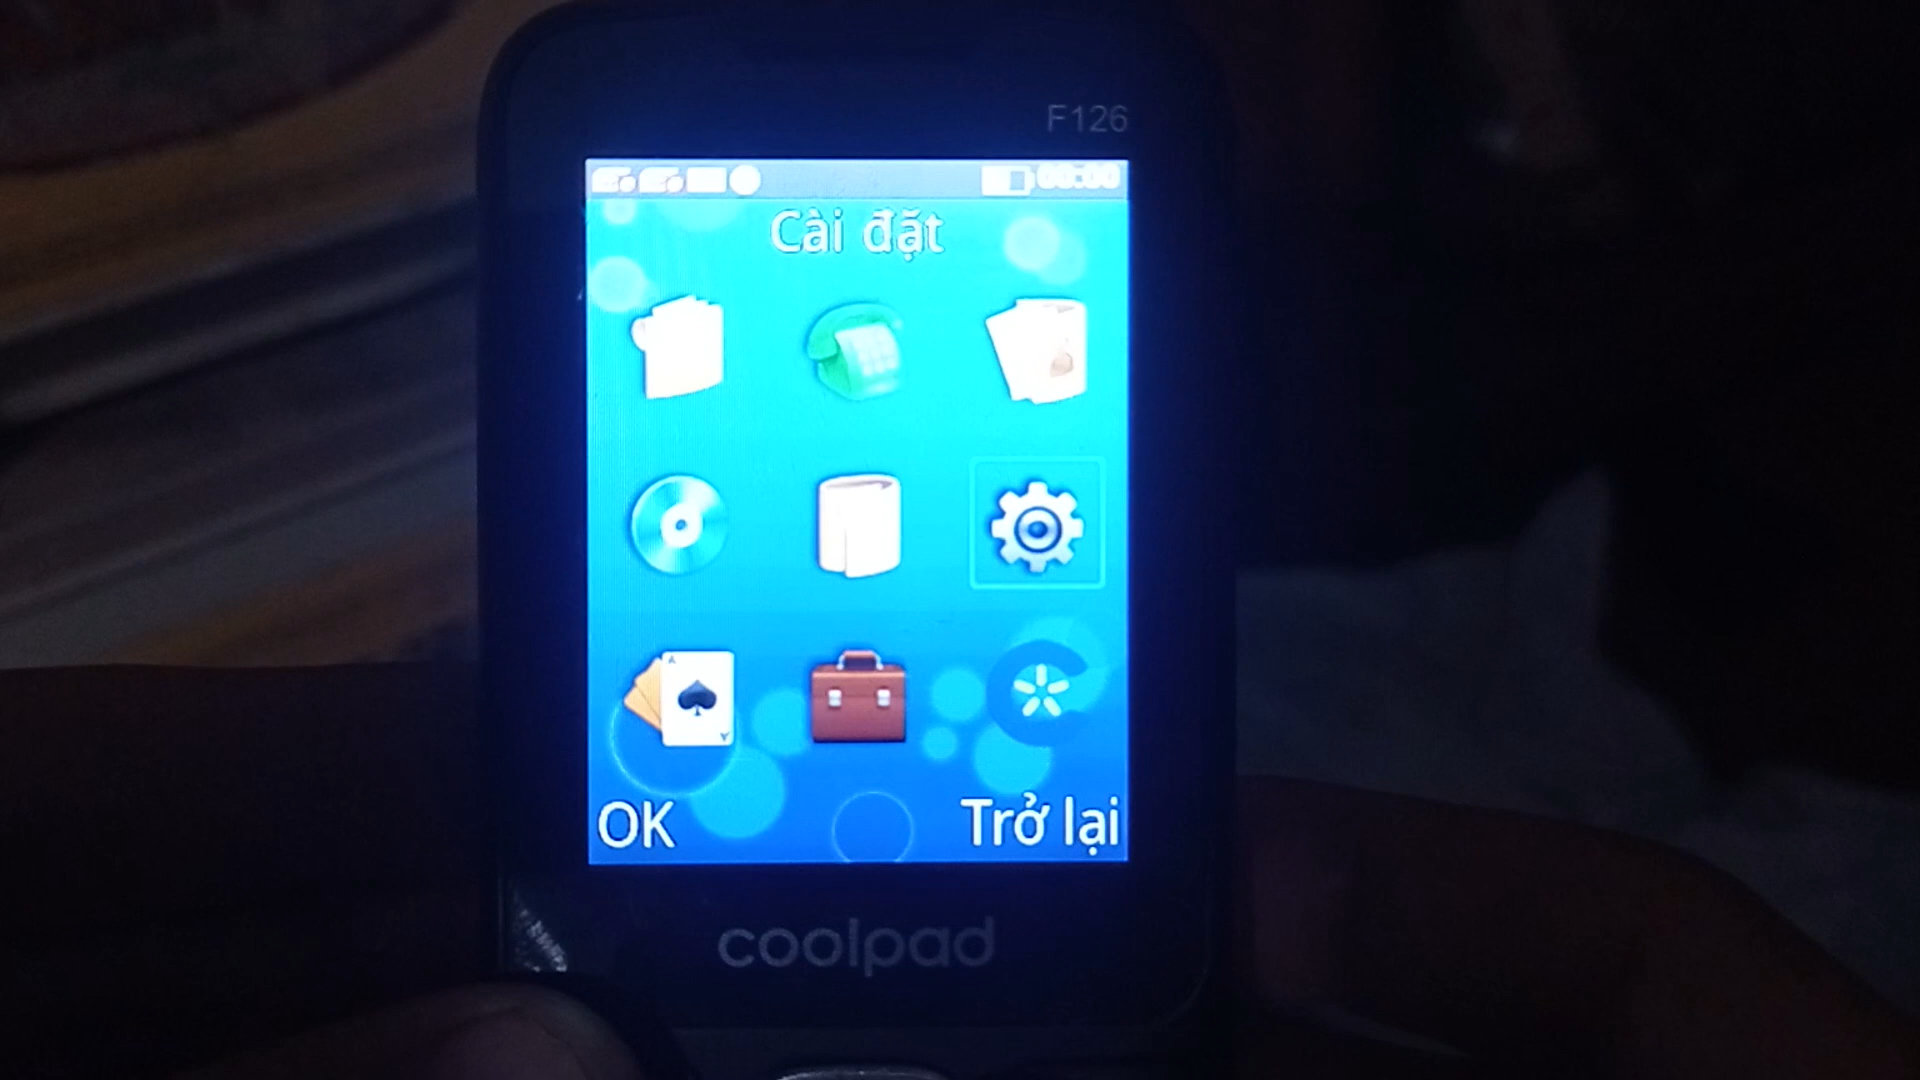 F126
Cài đặt
OK
Trở lại
coolpad